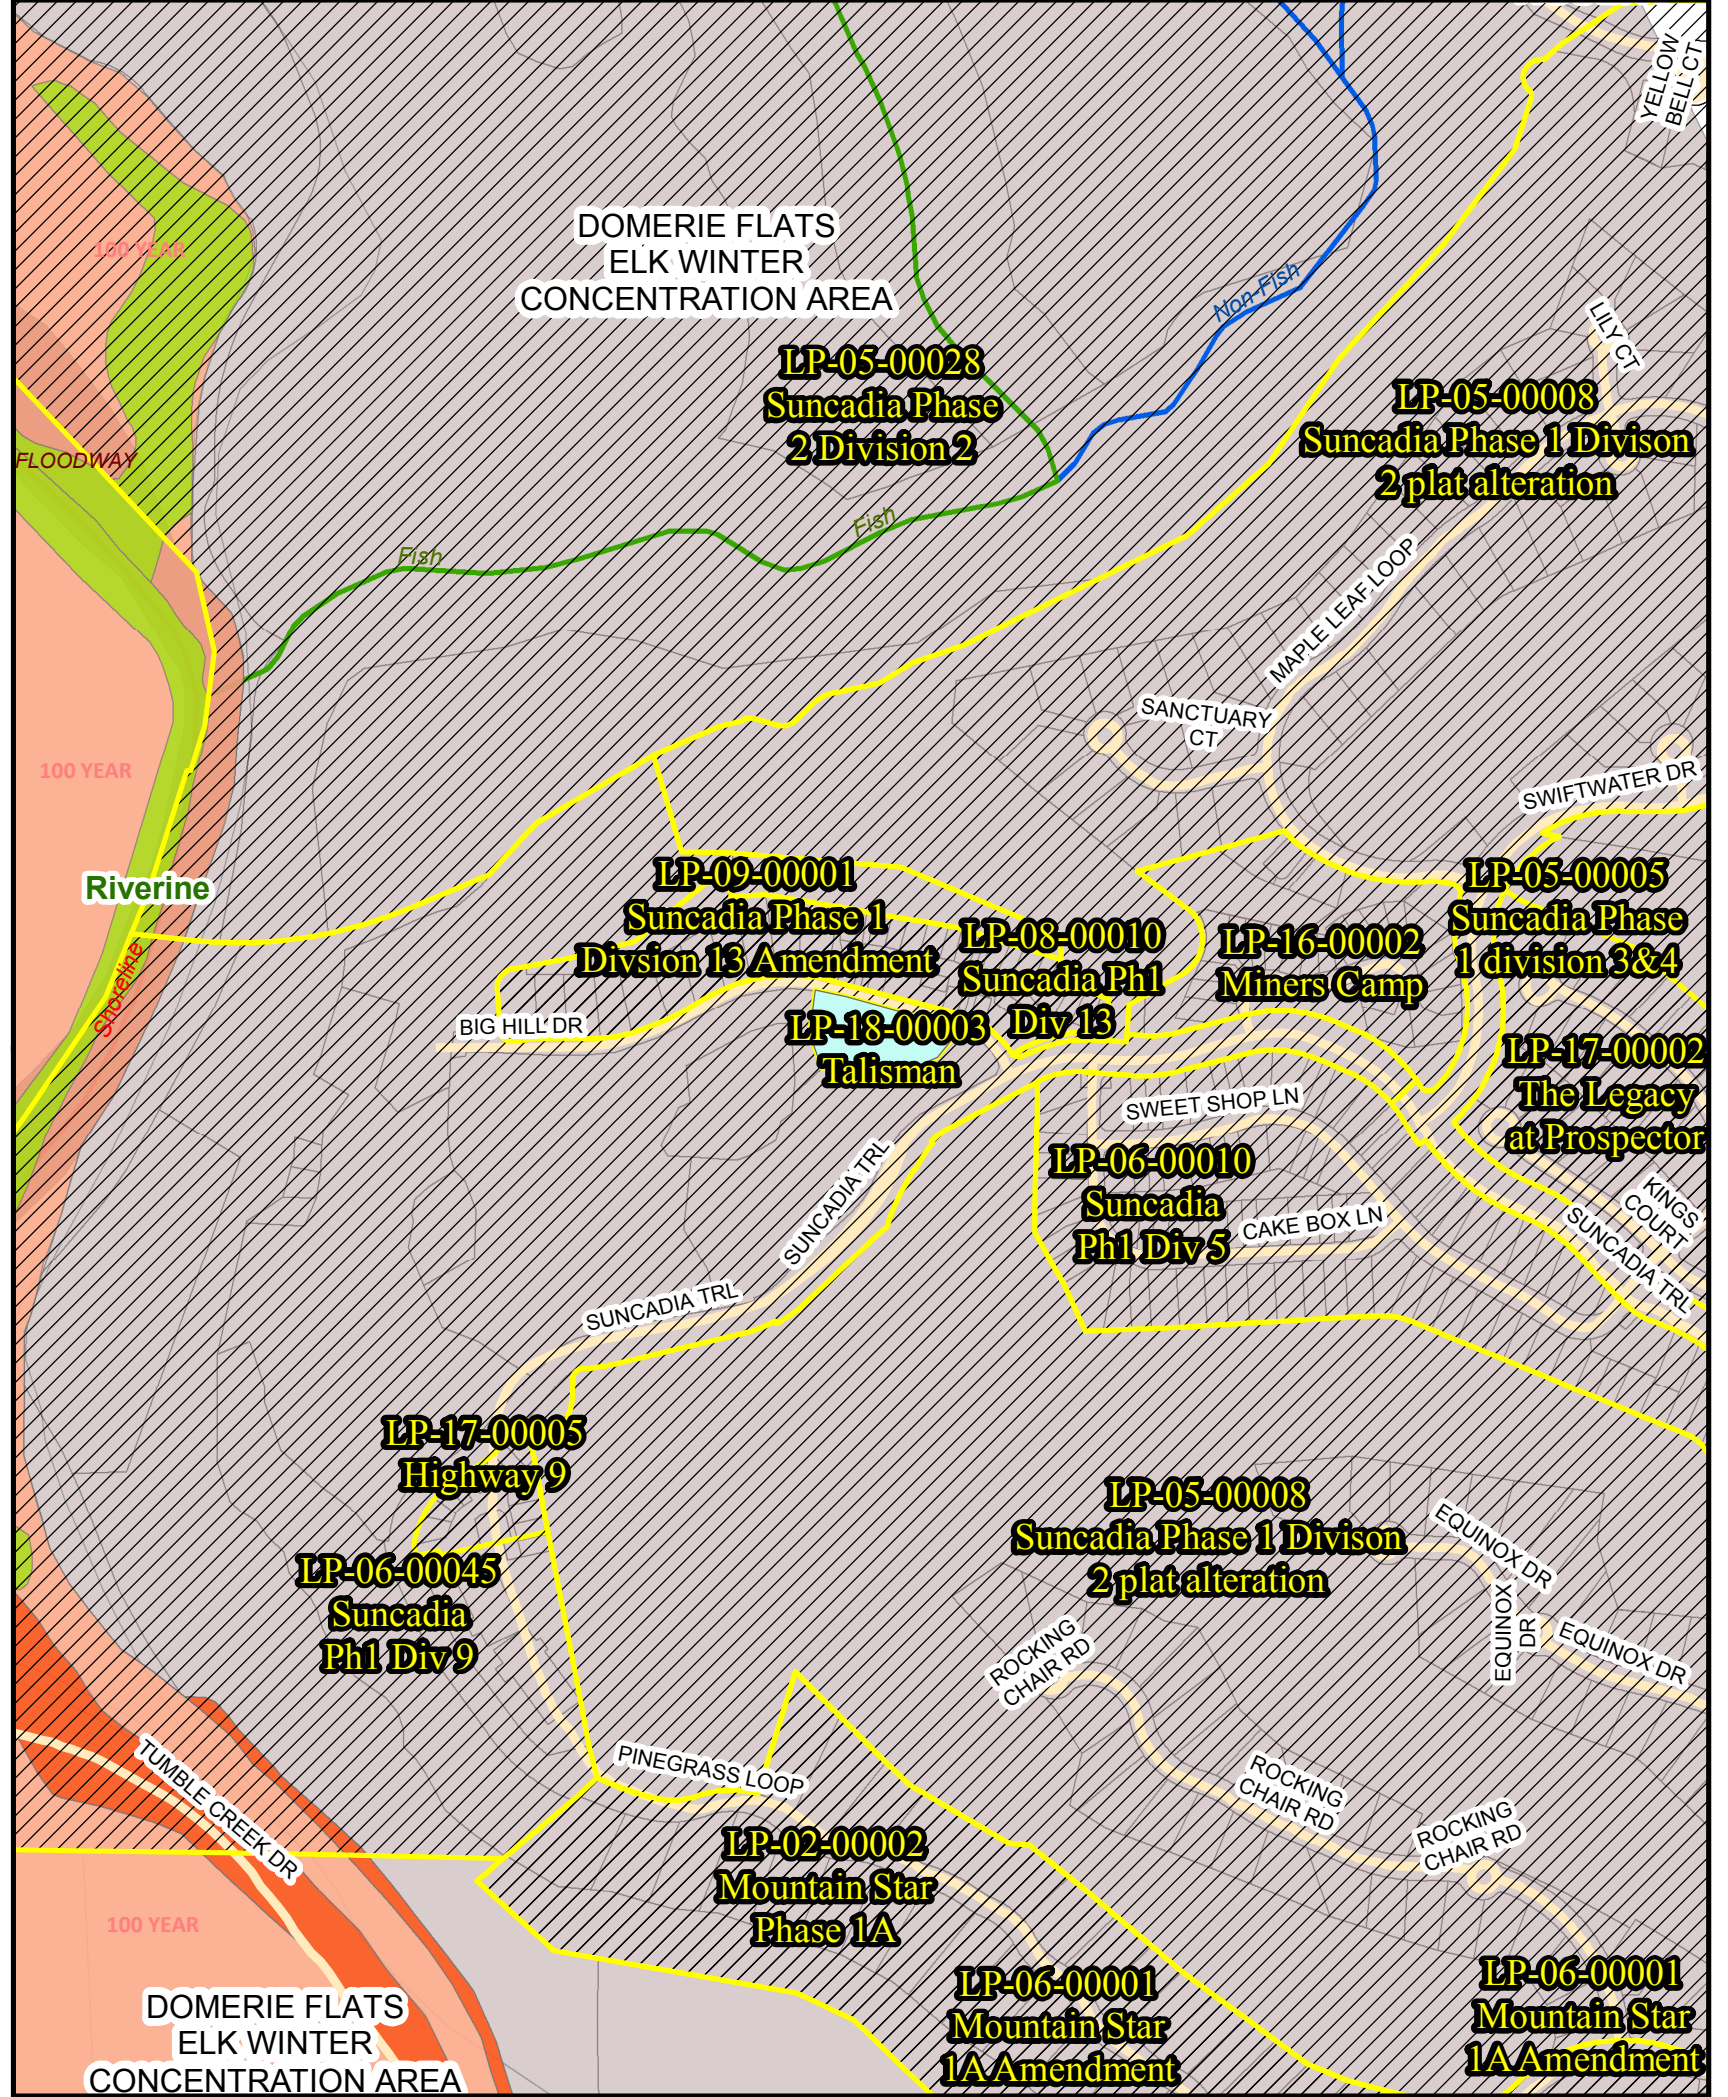 YELLOW
BELL CT
100 YEAR
DOMERIE FLATS
ELK WINTER
CONCENTRATION AREA
Non-Fish
LILY CT
LP-05-00028
Suncadia Phase
2 Division 2
LP-05-00008
Suncadia Phase 1 Divison
2 plat alteration
FLOODWAY
Fish
Fish
MAPLE LEAF LOOP
SANCTUARY
CT
100 YEAR
SWIFTWATER DR
Riverine
LP-09-00001
Suncadia Phase 1
Divsion 13 Amendment
LP-08-00010
Suncadia Ph1
Div 13
LP-16-00002
Miners Camp
LP-05-00005
Suncadia Phase
1 division 3&4
Shoreline
BIG HILL DR
LP-18-00003
Talisman
LP-17-00002
The Legacy
at Prospector
SWEET SHOP LN
LP-06-00010
Suncadia
Ph1 Div 5
CAKE BOX LN
KINGS
COURT
SUNCADIA TRL
SUNCADIA TRL
SUNCADIA TRL
LP-17-00005
Highway 9
LP-06-00045
Suncadia
Ph1 Div 9
LP-05-00008
Suncadia Phase 1 Divison
2 plat alteration
EQUINOX DR
EQUINOX
DR
EQUINOX DR
ROCKING
CHAIR RD
TUMBLE CREEK DR
PINEGRASS LOOP
ROCKING
CHAIR RD
ROCKING
CHAIR RD
LP-02-00002
Mountain Star
Phase 1A
100 YEAR
DOMERIE FLATS
ELK WINTER
CONCENTRATION AREA
LP-06-00001
Mountain Star
1A Amendment
LP-06-00001
Mountain Star
1A Amendment